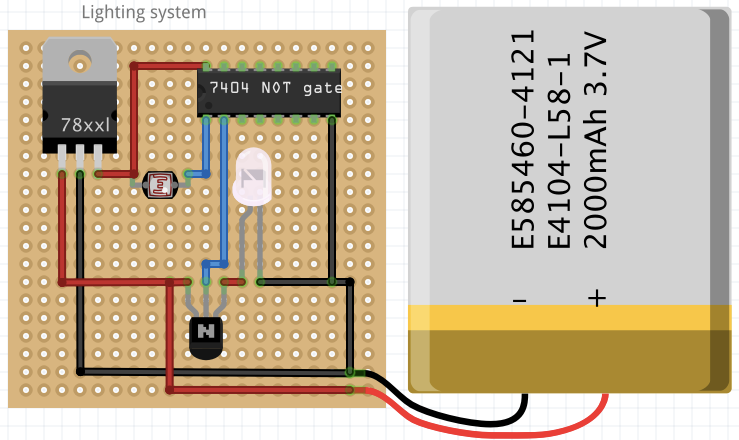 Lighting system
78xxl
7404 NOT gate
N
E585460-4121
E4104-L58-1
2000mAh 3.7V
- +